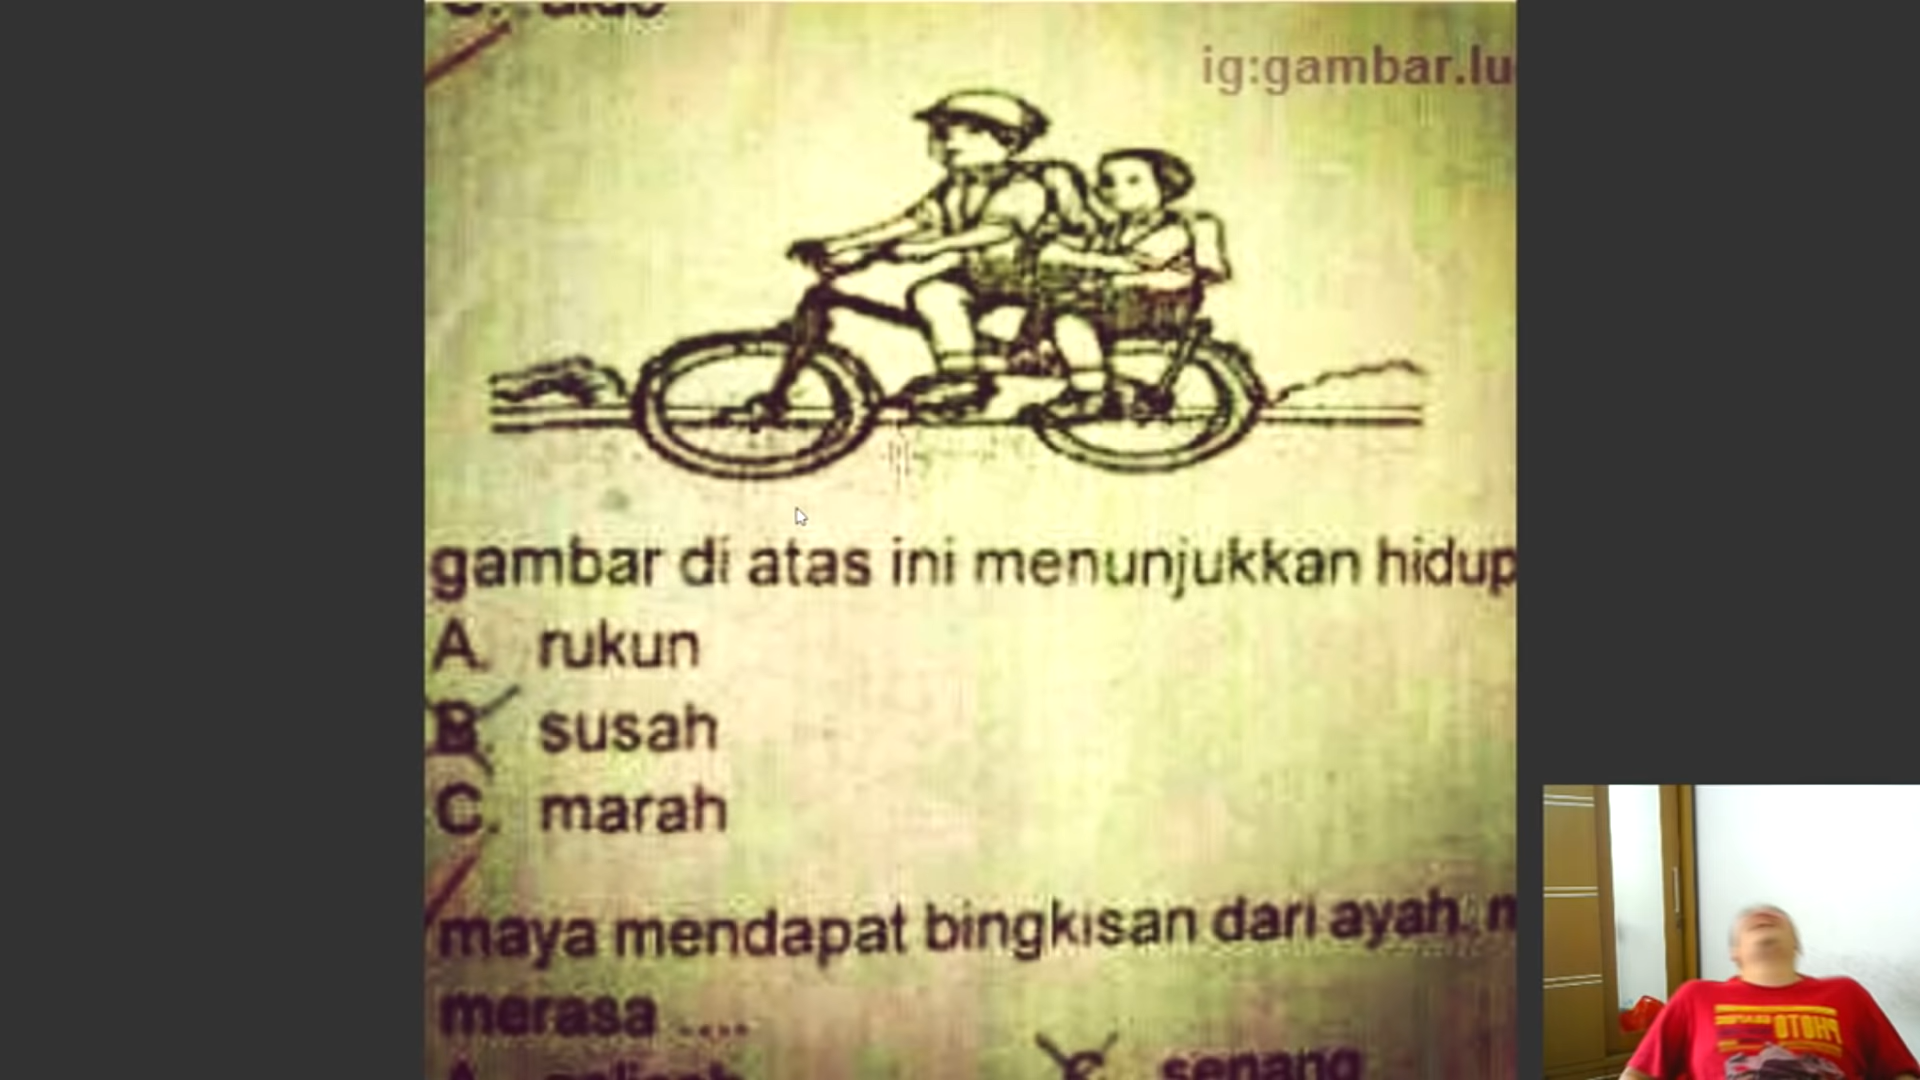 ig:gambar.lu
gambar di atas ini menunjukkan hidup
A. rukun
B. susah
C. marah
maya mendapat bingkisan dari ayah.
merasa ....
C. senang